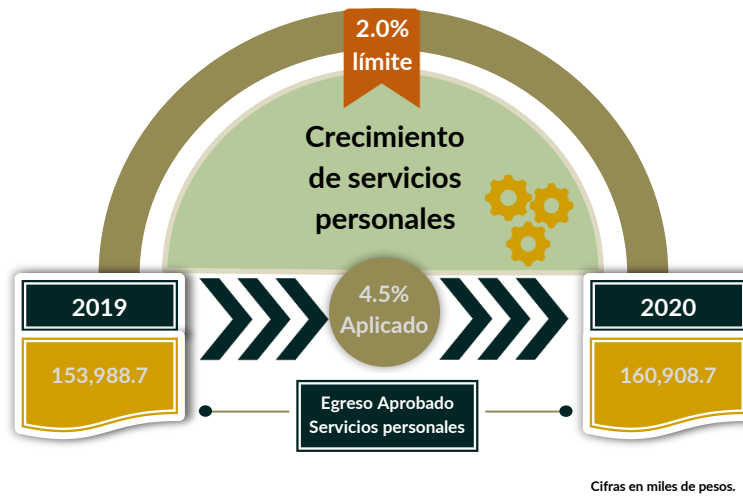 2.0%
límite
Crecimiento
de servicios
personales
2019
4.5%
Aplicado
2020
153,988.7
160,908.7
Egreso Aprobado
Servicios personales
Cifras en miles de pesos.